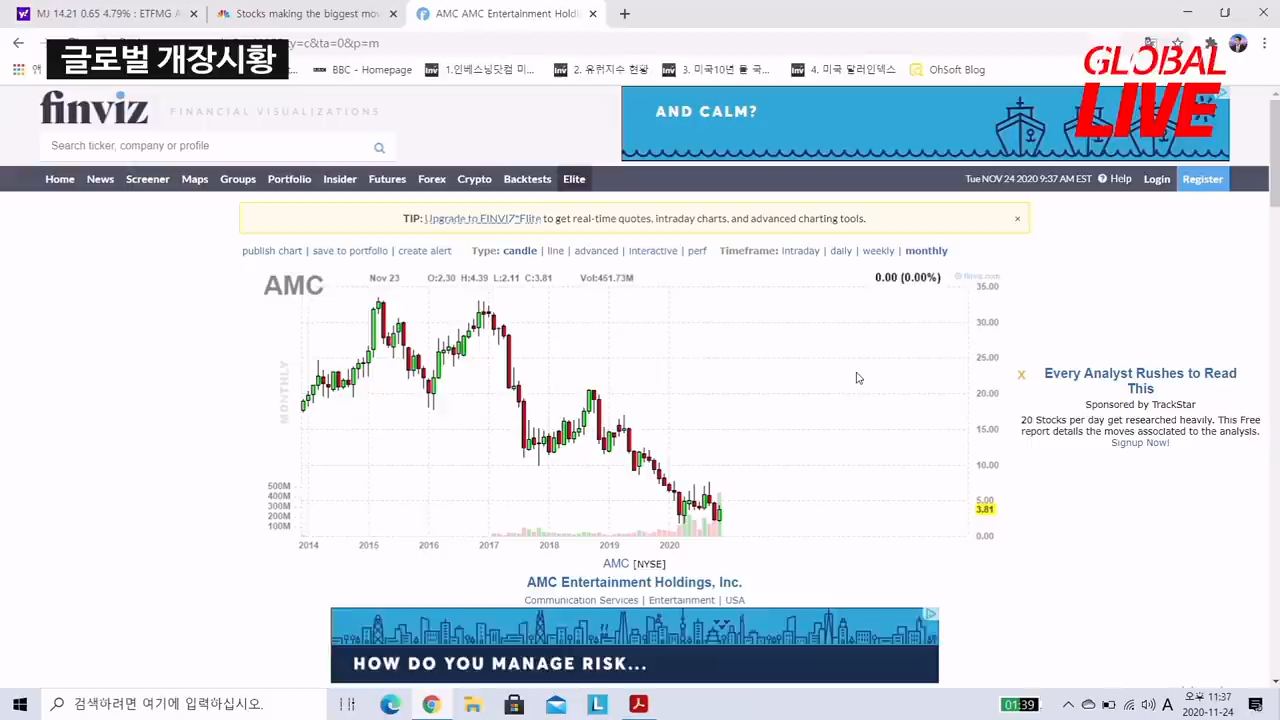 MJ 14.21 0.65 4.79% : ETFMG A
Stocks making the biggest mov
AMC AMC Entertainment Holdi
글로벌 개장시황
y=c&ta=0&p=m
BBC - Homepage
1.인베스팅닷컴 미...
2. 유럽지수 현황
3. 미국10년 물 국...
4. 미국 달러인덱스
OhSoft Blog
GLOBAL
LIVE
finviz
FINANCIAL VISUALIZATIONS
AND CALM?
Search ticker, company or profile
Home News Screener Maps Groups Portfolio Insider Futures Forex Crypto Backtests Elite
Tue NOV 24 2020 9:37 AM EST Help Login Register
TIP: Upgrade to FINVIZ*Elite to get real-time quotes, intraday charts, and advanced charting tools.
publish chart | save to portfolio | create alert Type: candle | line | advanced | interactive | perf Timeframe: intraday | daily | weekly | monthly
AMC
Nov 23 O:2.30 H:4.39 L:2.11 C:3.81 Vol:451.73M
0.00 (0.00%)
© finviz.com
35.00
30.00
25.00
20.00
15.00
10.00
5.00
3.81
0.00
MONTHLY
500M
400M
300M
200M
100M
2014 2015 2016 2017 2018 2019 2020
AMC [NYSE]
AMC Entertainment Holdings, Inc.
Communication Services | Entertainment | USA
X Every Analyst Rushes to Read
This
Sponsored by TrackStar
20 Stocks per day get researched heavily. This Free
report details the moves associated to the analysis.
Signup Now!
HOW DO YOU MANAGE RISK...
검색하려면 여기에 입력하십시오.
L
01:39
A
오후 11:37
2020-11-24